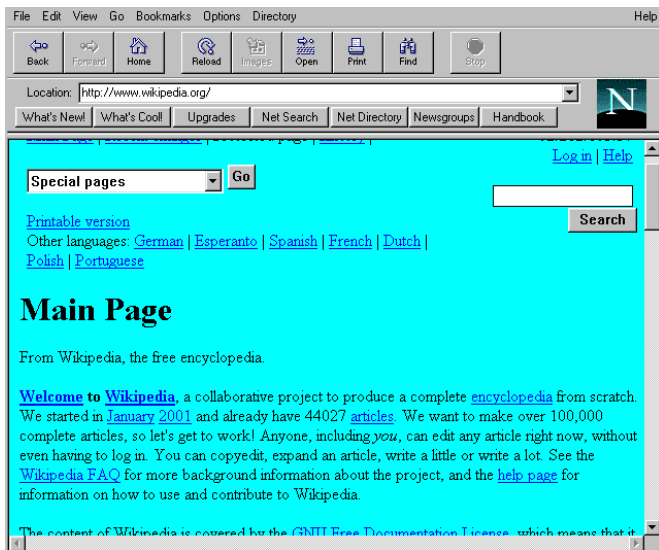 File Edit View Go Bookmarks Options Directory Help
Back Forward Home Reload Images Open Print Find Stop
Location: http://www.wikipedia.org/
What's New! What's Cool! Upgrades Net Search Net Directory Newsgroups Handbook
N
Log in | Help
Special pages Go
Search
Printable version
Other languages: German | Esperanto | Spanish | French | Dutch |
Polish | Portuguese
Main Page
From Wikipedia, the free encyclopedia.
Welcome to Wikipedia, a collaborative project to produce a complete encyclopedia from scratch.
We started in January 2001 and already have 44027 articles. We want to make over 100,000
complete articles, so let's get to work! Anyone, including you, can edit any article right now, without
even having to log in. You can copyedit, expand an article, write a little or write a lot. See the
Wikipedia FAQ for more background information about the project, and the help page for
information on how to use and contribute to Wikipedia.
The content of Wikipedia is covered by the GNU Free Documentation License, which means that it